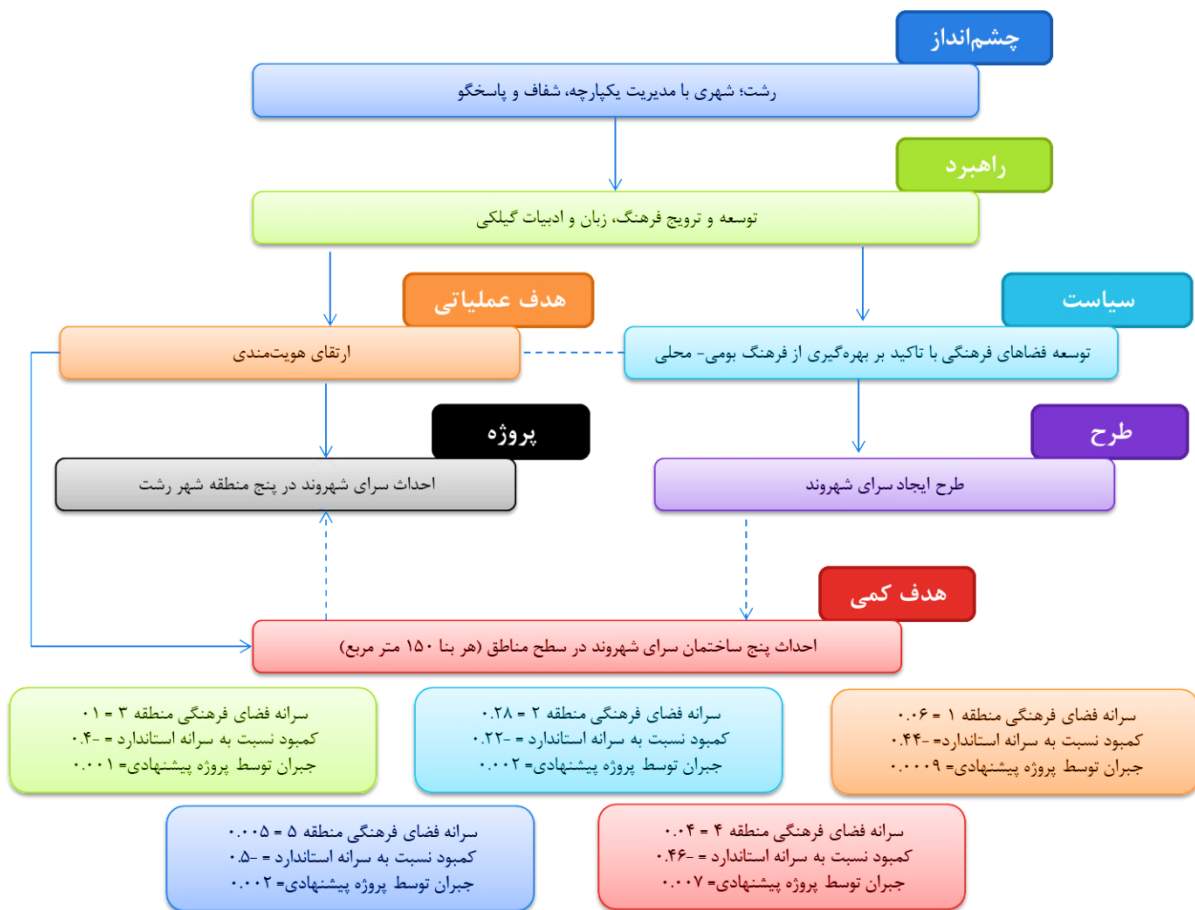 چشم‌انداز
رشت؛ شهری با مدیریت یکپارچه، شفاف و پاسخگو
راهبرد
توسعه و ترویج فرهنگ، زبان و ادبیات گیلکی
سیاست
هدف عملیاتی
توسعه فضاهای فرهنگی با تاکید بر بهره‌گیری از فرهنگ بومی- محلی
ارتقای هویت‌مندی
طرح
پروژه
طرح ایجاد سرای شهروند
احداث سرای شهروند در پنج منطقه شهر رشت
هدف کمی
احداث پنج ساختمان سرای شهروند در سطح مناطق (هر بنا ۱۵۰ متر مربع)
سرانه فضای فرهنگی منطقه ۱ = ۰.۰۶
کمبود نسبت به سرانه استاندارد= -۰.۴۴
جبران توسط پروژه پیشنهادی= ۰.۰۰۰۹
سرانه فضای فرهنگی منطقه ۲ = ۰.۲۸
کمبود نسبت به سرانه استاندارد= -۰.۲۲
جبران توسط پروژه پیشنهادی= ۰.۰۰۲
سرانه فضای فرهنگی منطقه ۳ = ۰۱
کمبود نسبت به سرانه استاندارد = -۰.۴
جبران توسط پروژه پیشنهادی= ۰.۰۰۱
سرانه فضای فرهنگی منطقه ۴ = ۰.۰۴
کمبود نسبت به سرانه استاندارد = -۰.۴۶
جبران توسط پروژه پیشنهادی= ۰.۰۰۷
سرانه فضای فرهنگی منطقه ۵ = ۰.۰۰۵
کمبود نسبت به سرانه استاندارد = -۰.۵
جبران توسط پروژه پیشنهادی= ۰.۰۰۲